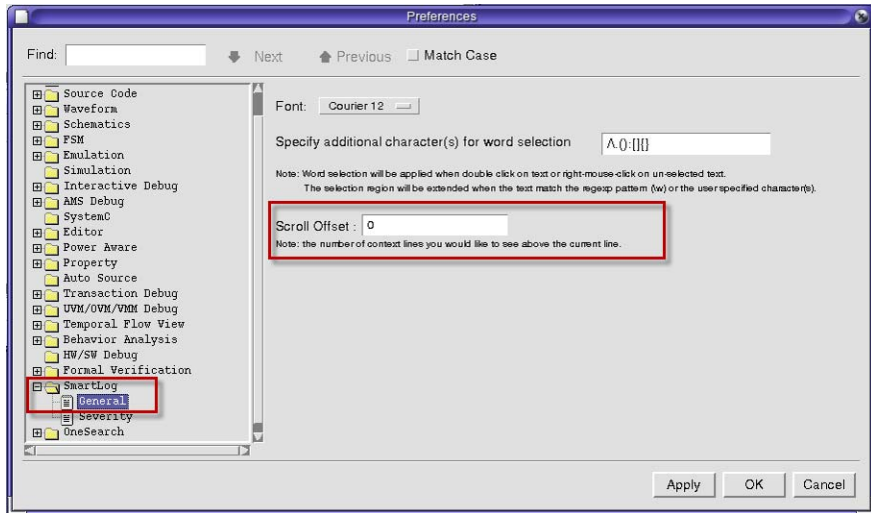 Preferences
Find:
Next
Previous
Match Case
Source Code
Waveform
Schematics
FSM
Emulation
Simulation
Interactive Debug
AMS Debug
SystemC
Editor
Power Aware
Property
Auto Source
Transaction Debug
UVM/OVM/VMM Debug
Temporal Flow View
Behavior Analysis
HW/SW Debug
Formal Verification
SmartLog
General
Severity
OneSearch
Font: Courier 12
Specify additional character(s) for word selection
/\.():[]{}
Note: Word selection will be applied when double click on text or right-mouse-click on un-selected text.
The selection region will be extended when the text match the regexp pattern (\w) or the user specified character(s).
Scroll Offset : 0
Note: the number of context lines you would like to see above the current line.
Apply
OK
Cancel